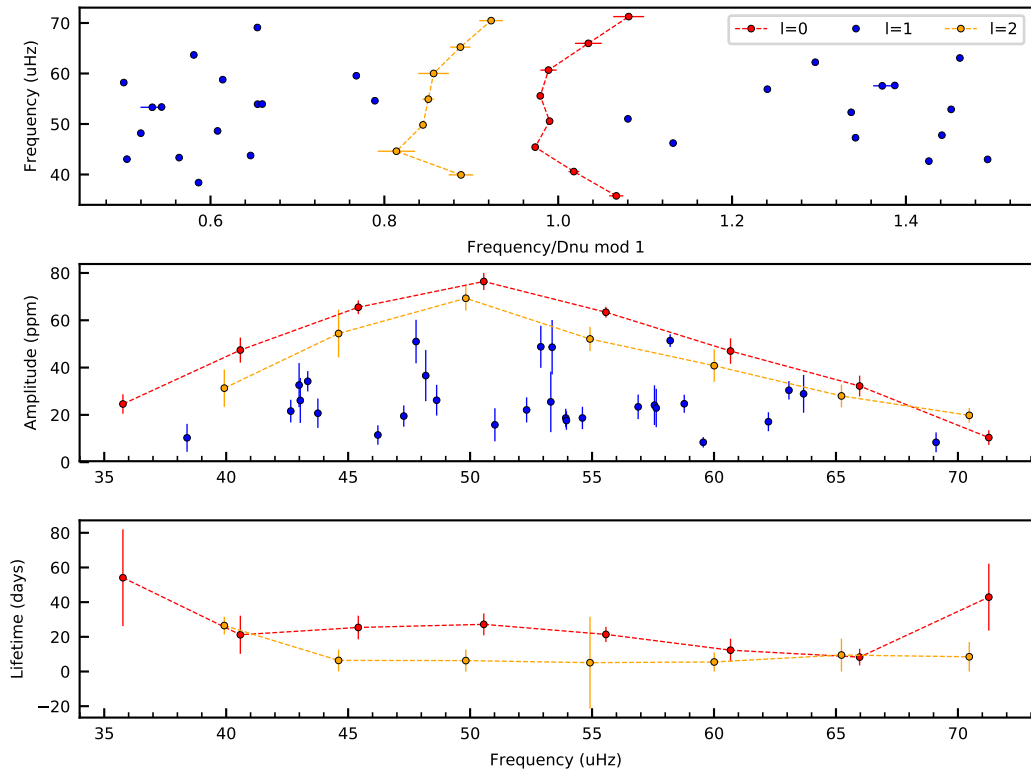 70
60
50
40
Frequency (uHz)
l=0 l=1 l=2
0.6 0.8 1.0 1.2 1.4
Frequency/Dnu mod 1
80
60
40
20
0
Amplitude (ppm)
35 40 45 50 55 60 65 70
80
60
40
20
0
−20
Lifetime (days)
35 40 45 50 55 60 65 70
Frequency (uHz)